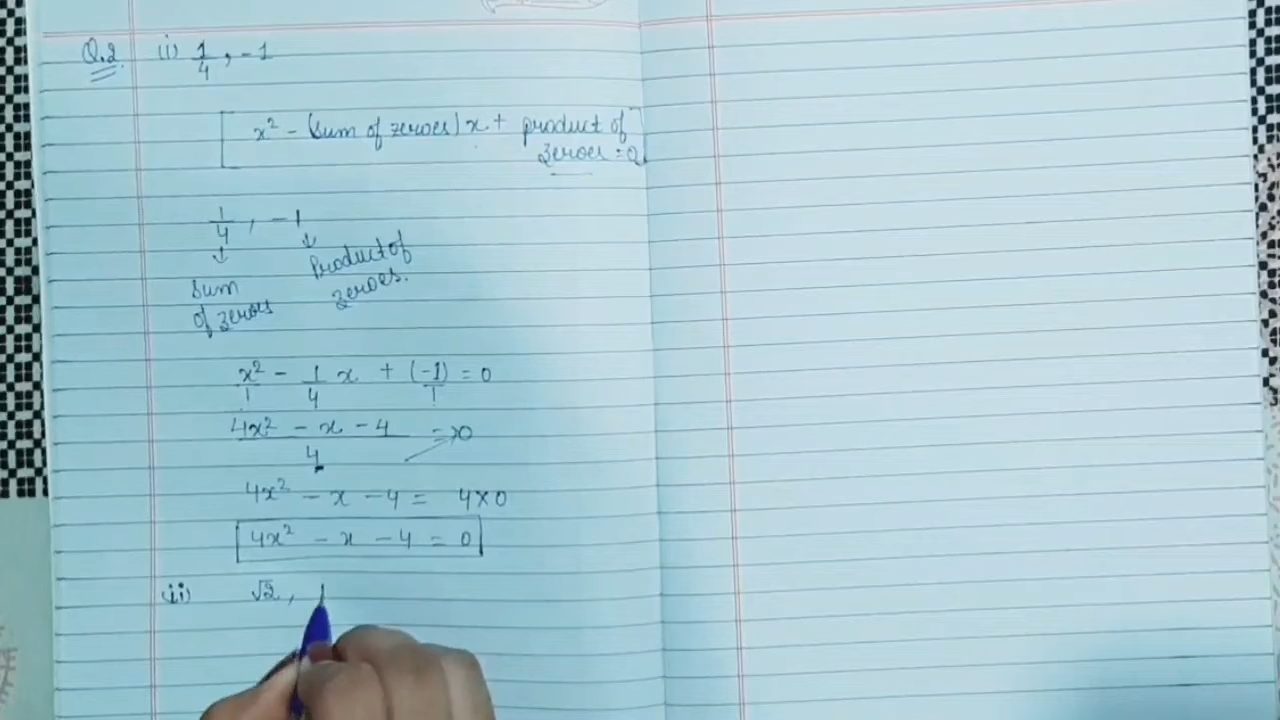 Q.2 (i) 1/4, -1
x² - (Sum of zeroes)x + product of
zeroes = 0
1/4, -1
↓ ↓
Sum Product of
of zeroes zeroes.
x²/1 - 1/4 x + (-1)/1 = 0
4x² - x - 4 / 4 = 0
4x² - x - 4 = 4×0
4x² - x - 4 = 0
(ii) √2, 1